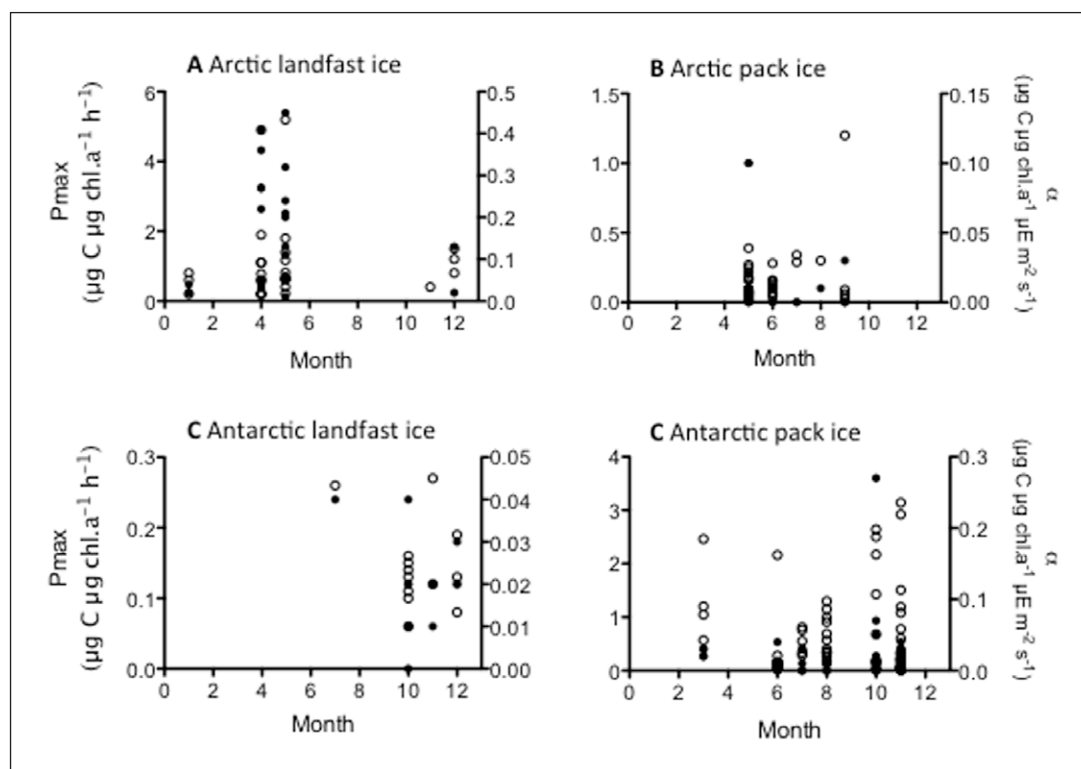 A Arctic landfast ice
6
4
2
0
0.5
0.4
0.3
0.2
0.1
0.0
0 2 4 6 8 10 12
Month
Pmax
(µg C µg chl.a⁻¹ h⁻¹)
B Arctic pack ice
1.5
1.0
0.5
0.0
0.15
0.10
0.05
0.00
0 2 4 6 8 10 12
Month
α
(µg C µg chl.a⁻¹ µE m⁻² s⁻¹)
C Antarctic landfast ice
0.3
0.2
0.1
0.0
0.05
0.04
0.03
0.02
0.01
0.00
0 2 4 6 8 10 12
Month
Pmax
(µg C µg chl.a⁻¹ h⁻¹)
C Antarctic pack ice
4
3
2
1
0
0.3
0.2
0.1
0.0
0 2 4 6 8 10 12
Month
α
(µg C µg chl.a⁻¹ µE m⁻² s⁻¹)